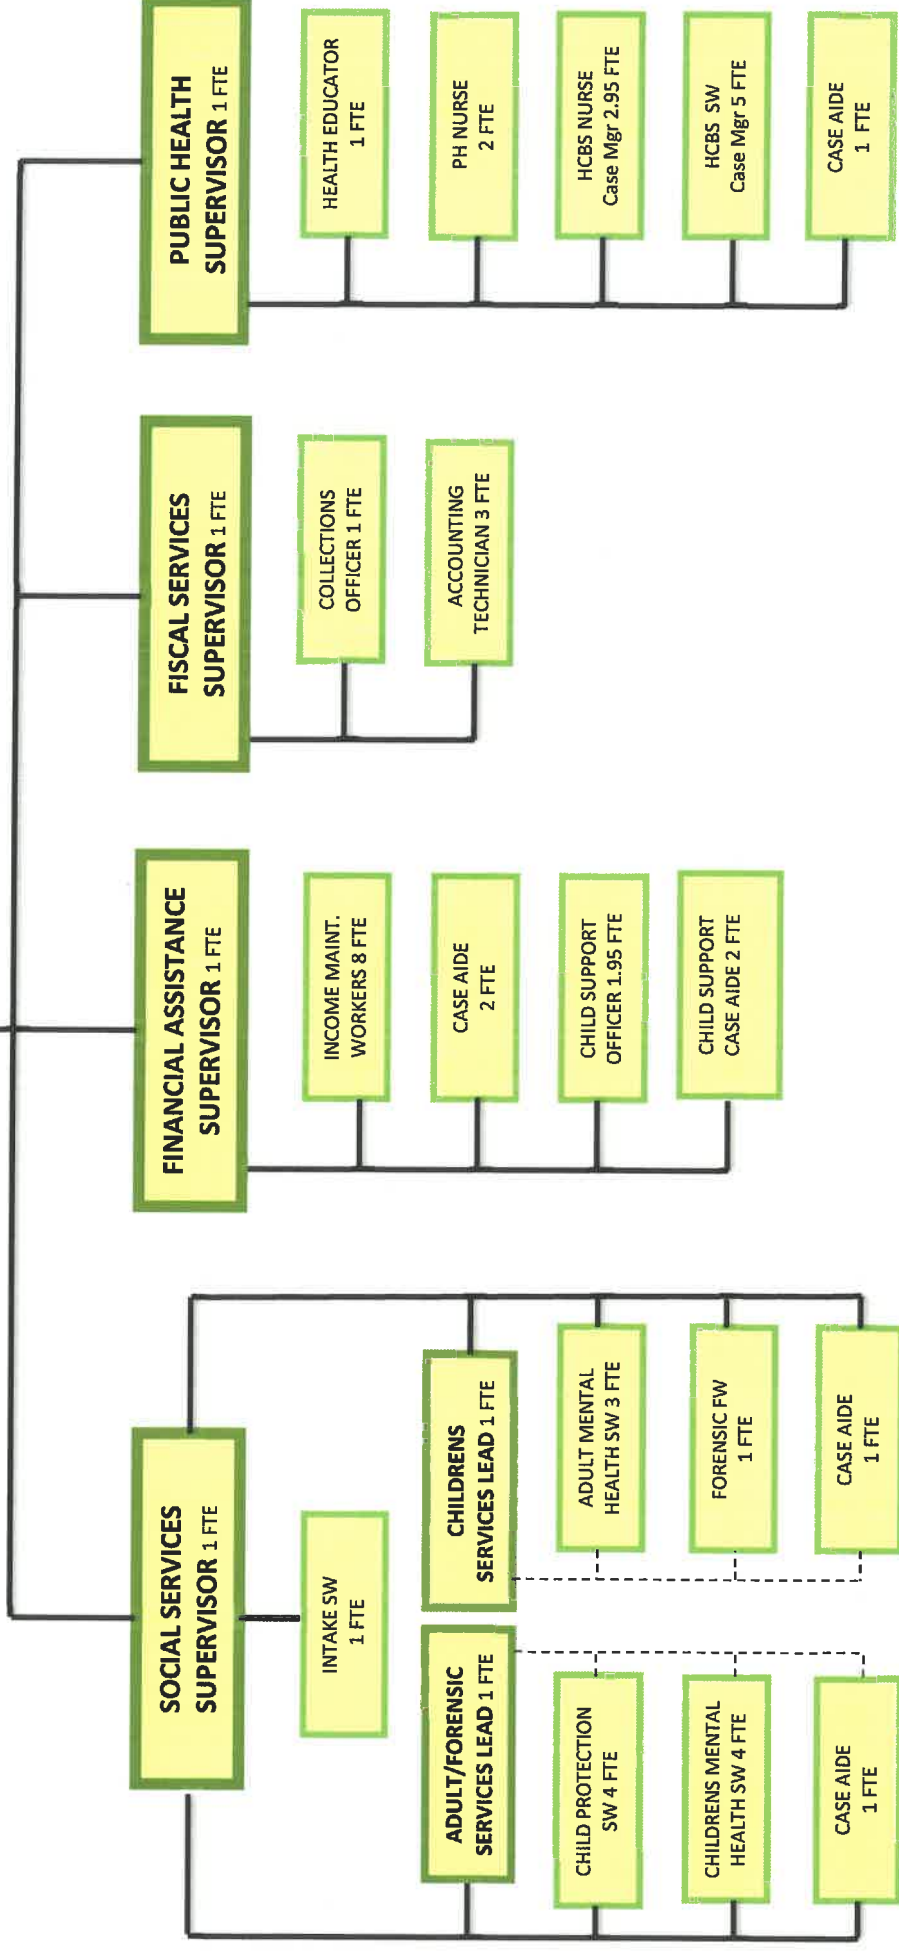 SOCIAL SERVICES
SUPERVISOR 1 FTE
INTAKE SW
1 FTE
ADULT/FORENSIC
SERVICES LEAD 1 FTE
CHILD PROTECTION
SW 4 FTE
CHILDRENS MENTAL
HEALTH SW 4 FTE
CASE AIDE
1 FTE
CHILDRENS
SERVICES LEAD 1 FTE
ADULT MENTAL
HEALTH SW 3 FTE
FORENSIC FW
1 FTE
CASE AIDE
1 FTE
FINANCIAL ASSISTANCE
SUPERVISOR 1 FTE
INCOME MAINT.
WORKERS 8 FTE
CASE AIDE
2 FTE
CHILD SUPPORT
OFFICER 1.95 FTE
CHILD SUPPORT
CASE AIDE 2 FTE
FISCAL SERVICES
SUPERVISOR 1 FTE
COLLECTIONS
OFFICER 1 FTE
ACCOUNTING
TECHNICIAN 3 FTE
PUBLIC HEALTH
SUPERVISOR 1 FTE
HEALTH EDUCATOR
1 FTE
PH NURSE
2 FTE
HCBS NURSE
Case Mgr 2.95 FTE
HCBS SW
Case Mgr 5 FTE
CASE AIDE
1 FTE